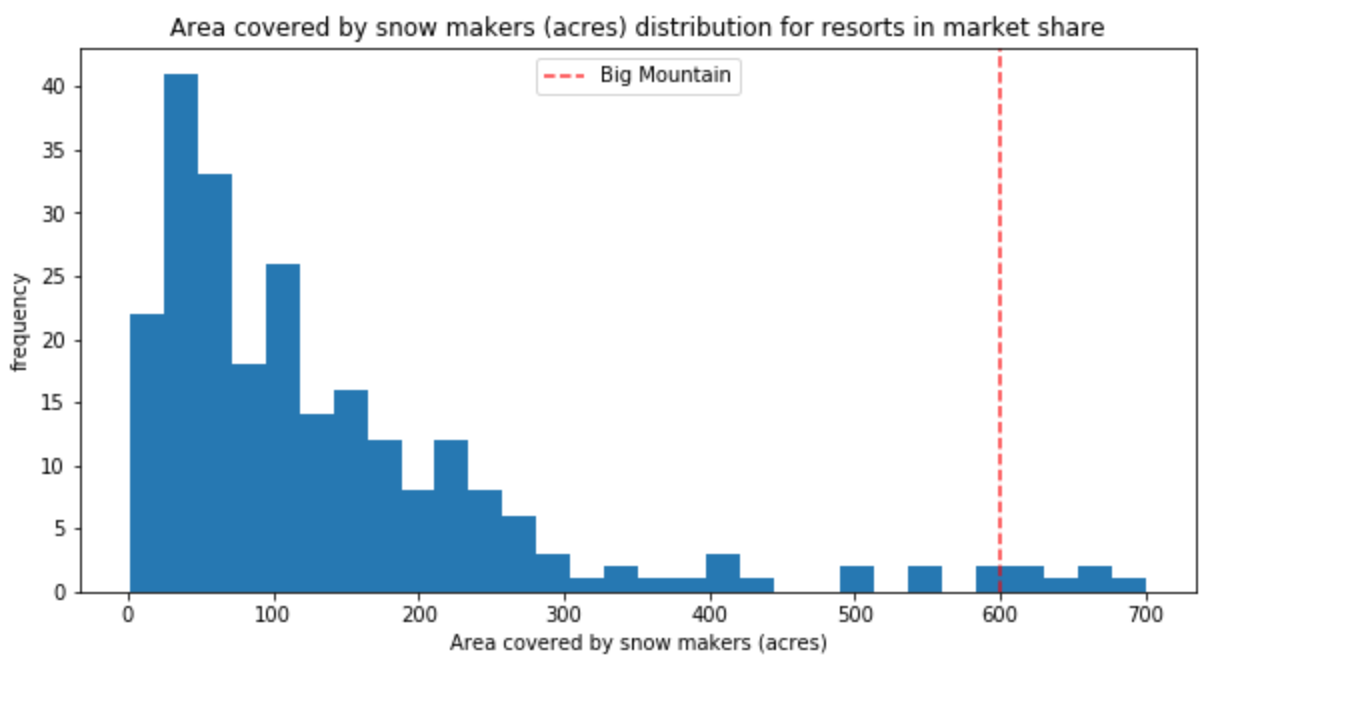 Area covered by snow makers (acres) distribution for resorts in market share
Big Mountain
40
35
30
25
20
15
10
5
0
frequency
0 100 200 300 400 500 600 700
Area covered by snow makers (acres)